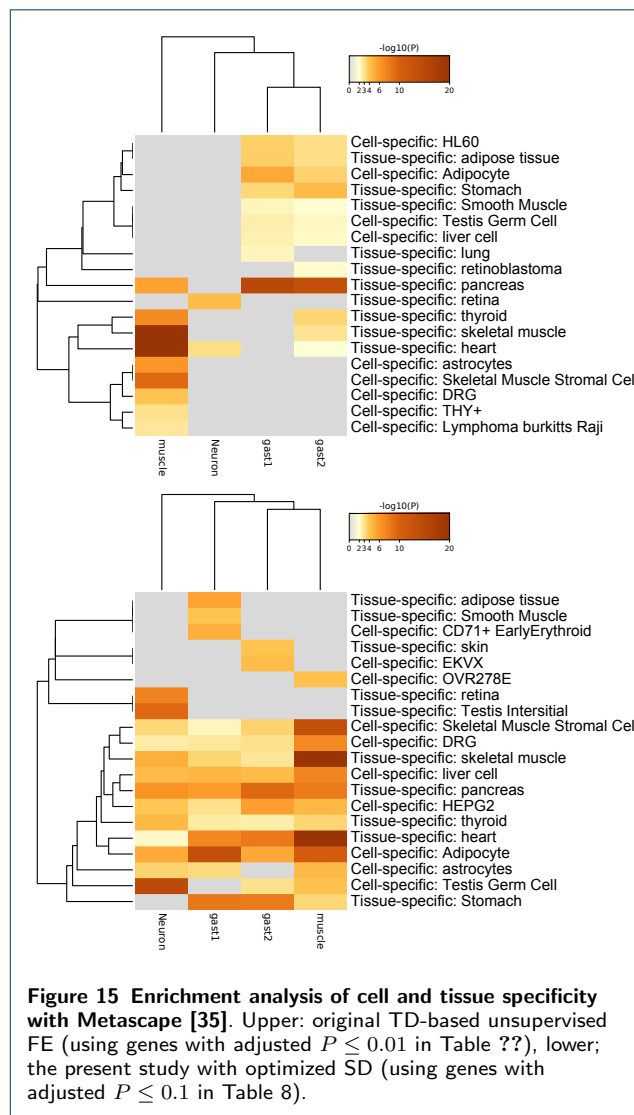 -log10(P)
0 2 3 4 6 10 20
Cell-specific: HL60
Tissue-specific: adipose tissue
Cell-specific: Adipocyte
Tissue-specific: Stomach
Tissue-specific: Smooth Muscle
Cell-specific: Testis Germ Cell
Cell-specific: liver cell
Tissue-specific: lung
Tissue-specific: retinoblastoma
Tissue-specific: pancreas
Tissue-specific: retina
Tissue-specific: thyroid
Tissue-specific: skeletal muscle
Tissue-specific: heart
Cell-specific: astrocytes
Cell-specific: Skeletal Muscle Stromal Cel
Cell-specific: DRG
Cell-specific: THY+
Cell-specific: Lymphoma burkitts Raji
muscle Neuron gast1 gast2
-log10(P)
0 2 3 4 6 10 20
Tissue-specific: adipose tissue
Tissue-specific: Smooth Muscle
Cell-specific: CD71+ EarlyErythroid
Tissue-specific: skin
Cell-specific: EKVX
Cell-specific: OVR278E
Tissue-specific: retina
Tissue-specific: Testis Intersitial
Cell-specific: Skeletal Muscle Stromal Cel
Cell-specific: DRG
Tissue-specific: skeletal muscle
Cell-specific: liver cell
Tissue-specific: pancreas
Cell-specific: HEPG2
Tissue-specific: thyroid
Tissue-specific: heart
Cell-specific: Adipocyte
Cell-specific: astrocytes
Cell-specific: Testis Germ Cell
Tissue-specific: Stomach
Neuron gast1 gast2 muscle
Figure 15 Enrichment analysis of cell and tissue specificity
with Metascape [35]. Upper: original TD-based unsupervised
FE (using genes with adjusted P ≤ 0.01 in Table ??), lower;
the present study with optimized SD (using genes with
adjusted P ≤ 0.1 in Table 8).